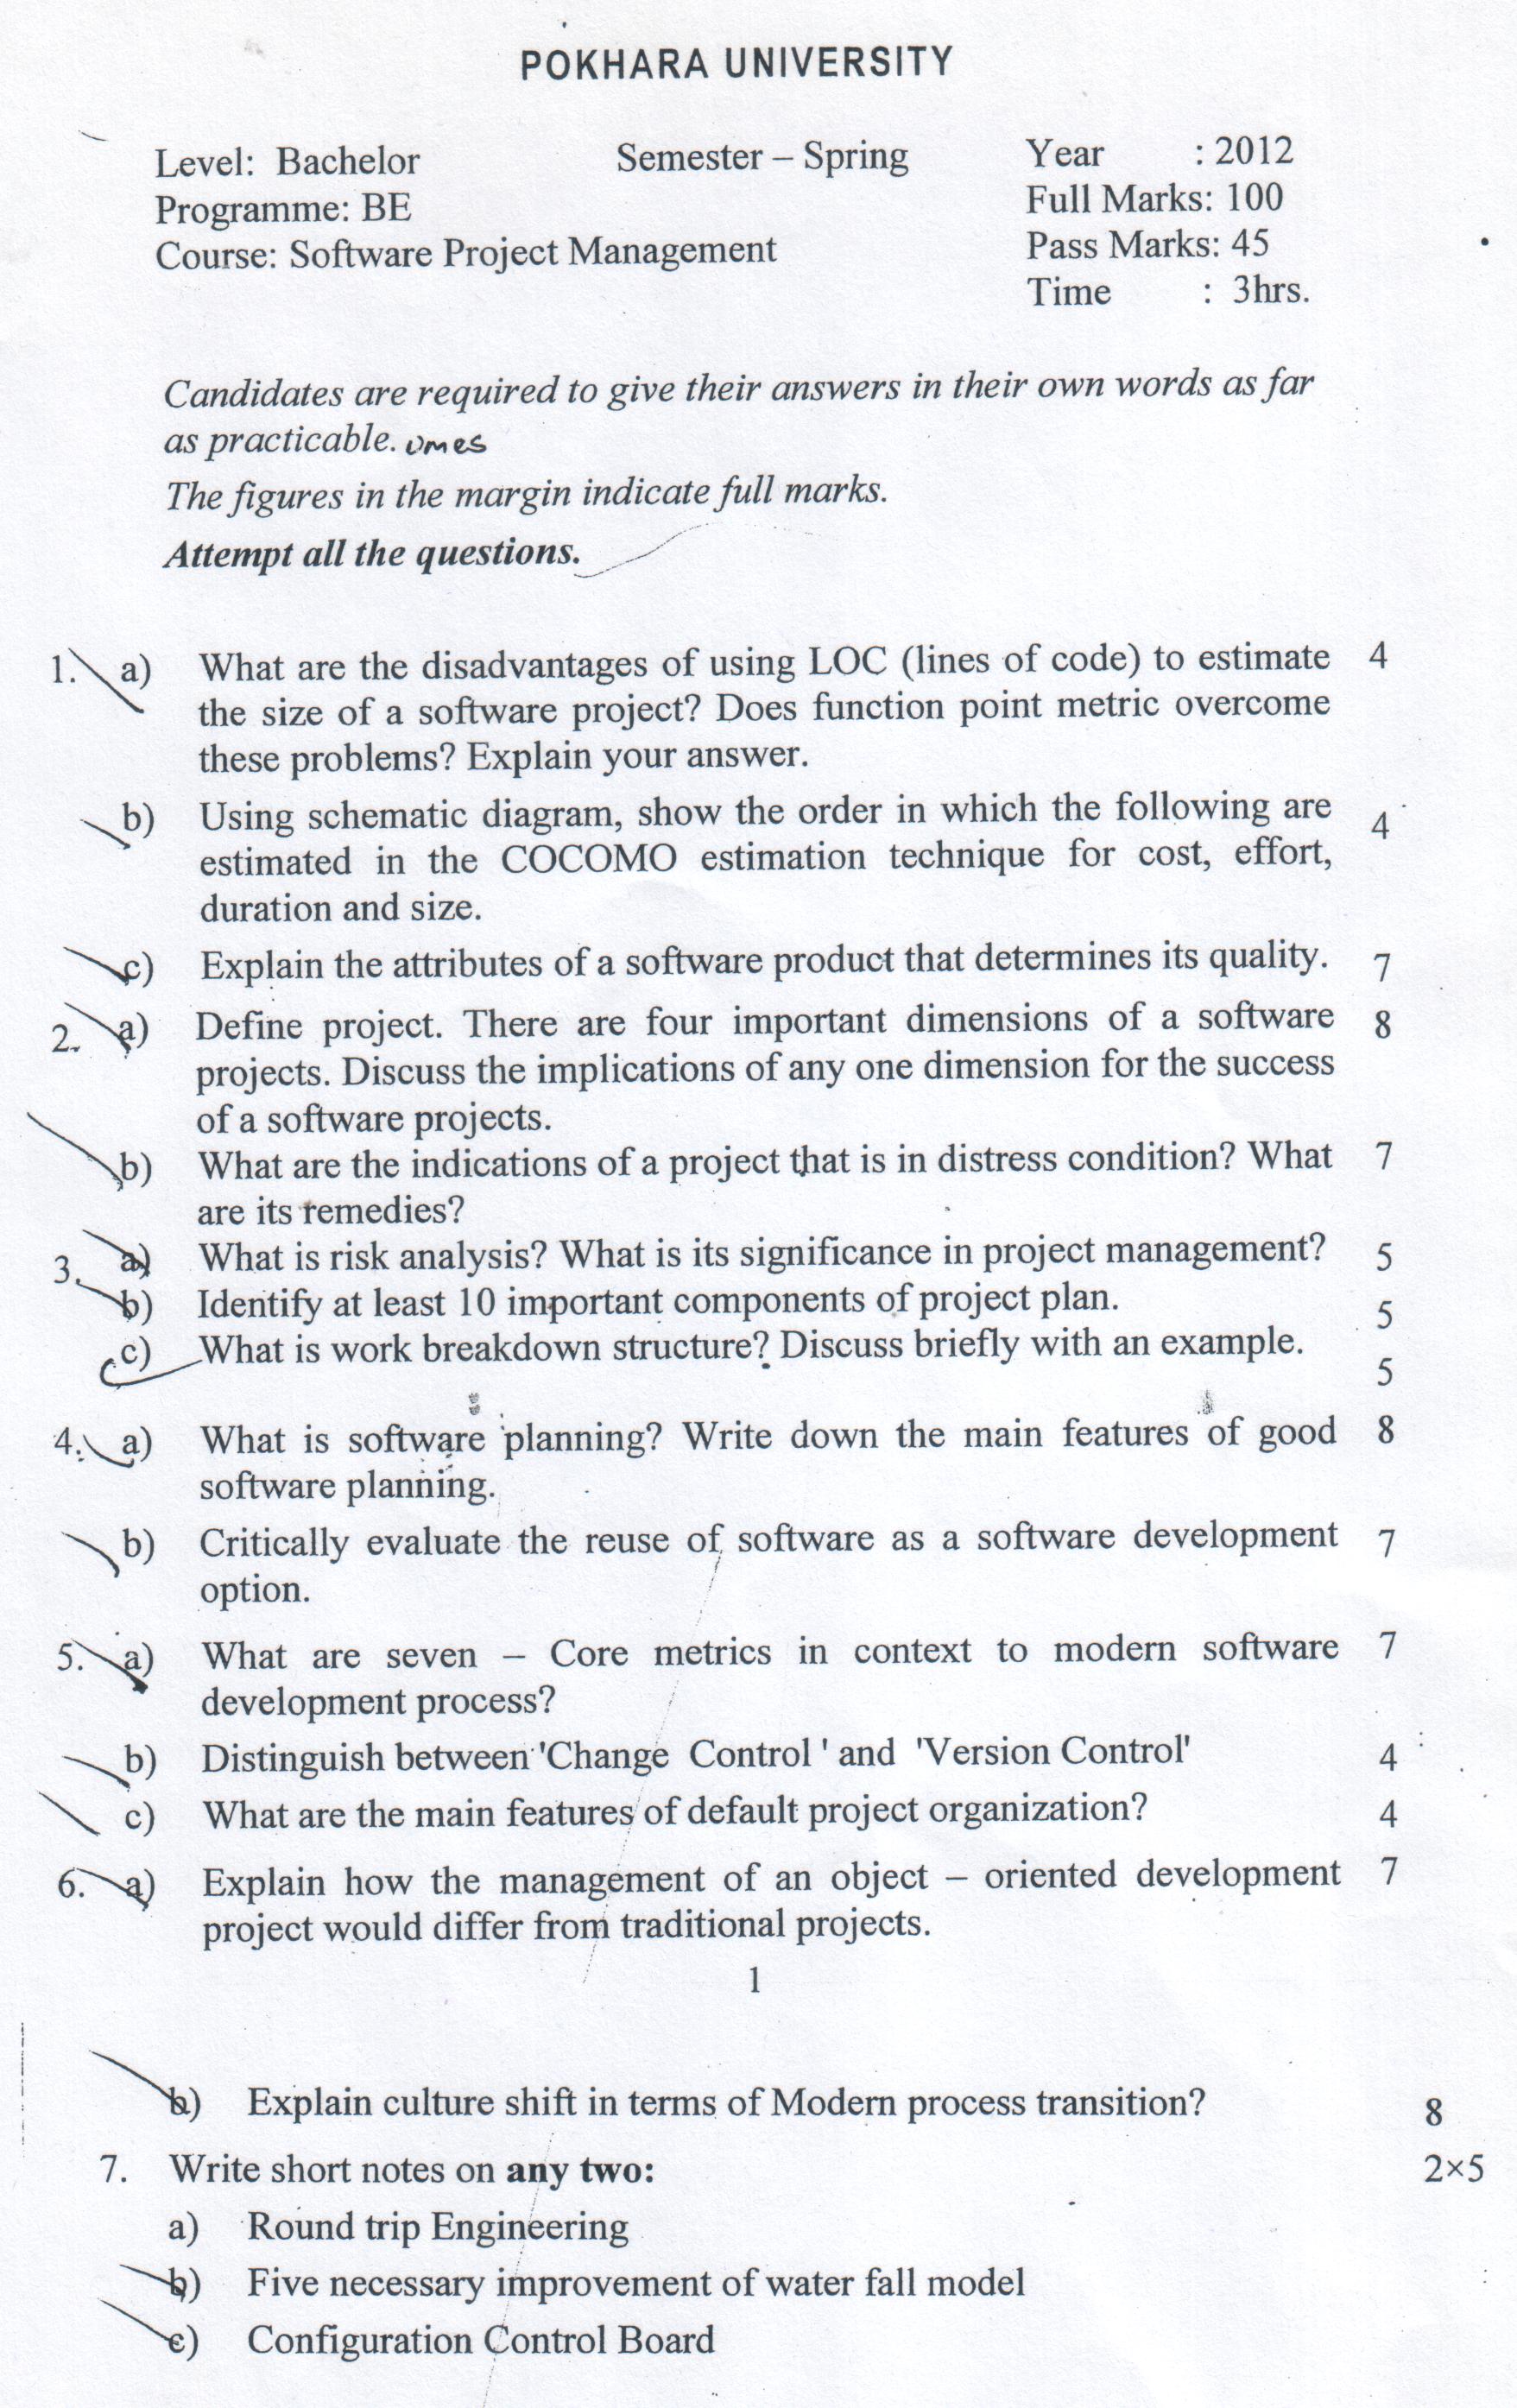 POKHARA UNIVERSITY
Level: Bachelor Semester – Spring Year : 2012
Programme: BE Full Marks: 100
Course: Software Project Management Pass Marks: 45
Time : 3hrs.
Candidates are required to give their answers in their own words as far
as practicable. umes
The figures in the margin indicate full marks.
Attempt all the questions.
1. a) What are the disadvantages of using LOC (lines of code) to estimate 4
the size of a software project? Does function point metric overcome
these problems? Explain your answer.
b) Using schematic diagram, show the order in which the following are 4
estimated in the COCOMO estimation technique for cost, effort,
duration and size.
c) Explain the attributes of a software product that determines its quality. 7
2. a) Define project. There are four important dimensions of a software 8
projects. Discuss the implications of any one dimension for the success
of a software projects.
b) What are the indications of a project that is in distress condition? What 7
are its remedies?
3. a) What is risk analysis? What is its significance in project management? 5
b) Identify at least 10 important components of project plan. 5
c) What is work breakdown structure? Discuss briefly with an example. 5
4. a) What is software planning? Write down the main features of good 8
software planning.
b) Critically evaluate the reuse of software as a software development 7
option.
5. a) What are seven – Core metrics in context to modern software 7
development process?
b) Distinguish between 'Change Control ' and 'Version Control' 4
c) What are the main features of default project organization? 4
6. a) Explain how the management of an object – oriented development 7
project would differ from traditional projects.
1
b) Explain culture shift in terms of Modern process transition? 8
7. Write short notes on any two: 2×5
a) Round trip Engineering
b) Five necessary improvement of water fall model
c) Configuration Control Board